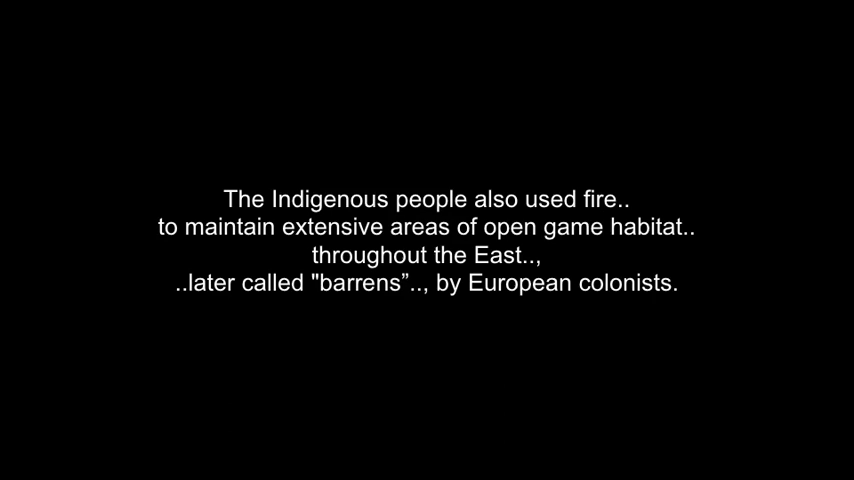 The Indigenous people also used fire..
to maintain extensive areas of open game habitat..
throughout the East..,
..later called "barrens”.., by European colonists.